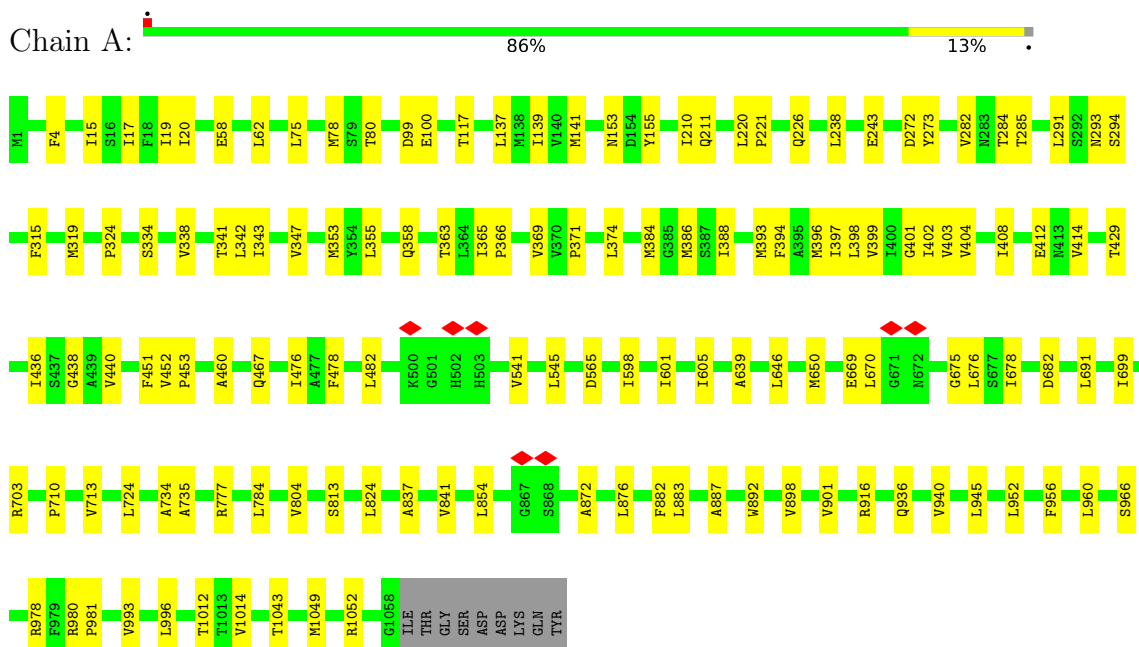 Chain A:
86% 13%
M1 F4 I15 S16 I17 F18 I19 I20 E58 L62 L75 M78 S79 T80 D99 E100 T117 L137 M138 I139 V140 M141 N153 D154 Y155 I210 Q211 L220 P221 Q226 L238 E243 D272 Y273 V282 N283 T284 T285 L291 S292 N293 S294
F315 M319 P324 S334 V338 T341 L342 I343 V347 M353 Y354 L355 Q358 T363 L364 I365 P366 V369 V370 P371 L374 M384 G385 M386 S387 I388 M393 F394 A395 M396 I397 L398 V399 I400 G401 I402 V403 V404 I408 E412 N413 V414 T429
I436 S437 G438 A439 V440 F451 V452 P453 A460 Q467 I476 A477 F478 L482 K500 G501 H502 H503 V541 L545 D565 I598 I601 I605 A639 L646 M650 E669 L670 G671 N672 G675 L676 S677 I678 D682 L691 I699
R703 P710 V713 L724 A734 A735 R777 L784 V804 S813 L824 A837 V841 L854 G867 S868 A872 L876 F882 L883 A887 W892 V898 V901 R916 Q936 V940 L945 L952 F956 L960 S966
R978 F979 R980 P981 V993 L996 T1012 T1013 V1014 T1043 M1049 R1052 G1058 ILE THR GLY SER ASP ASP LYS GLN TYR